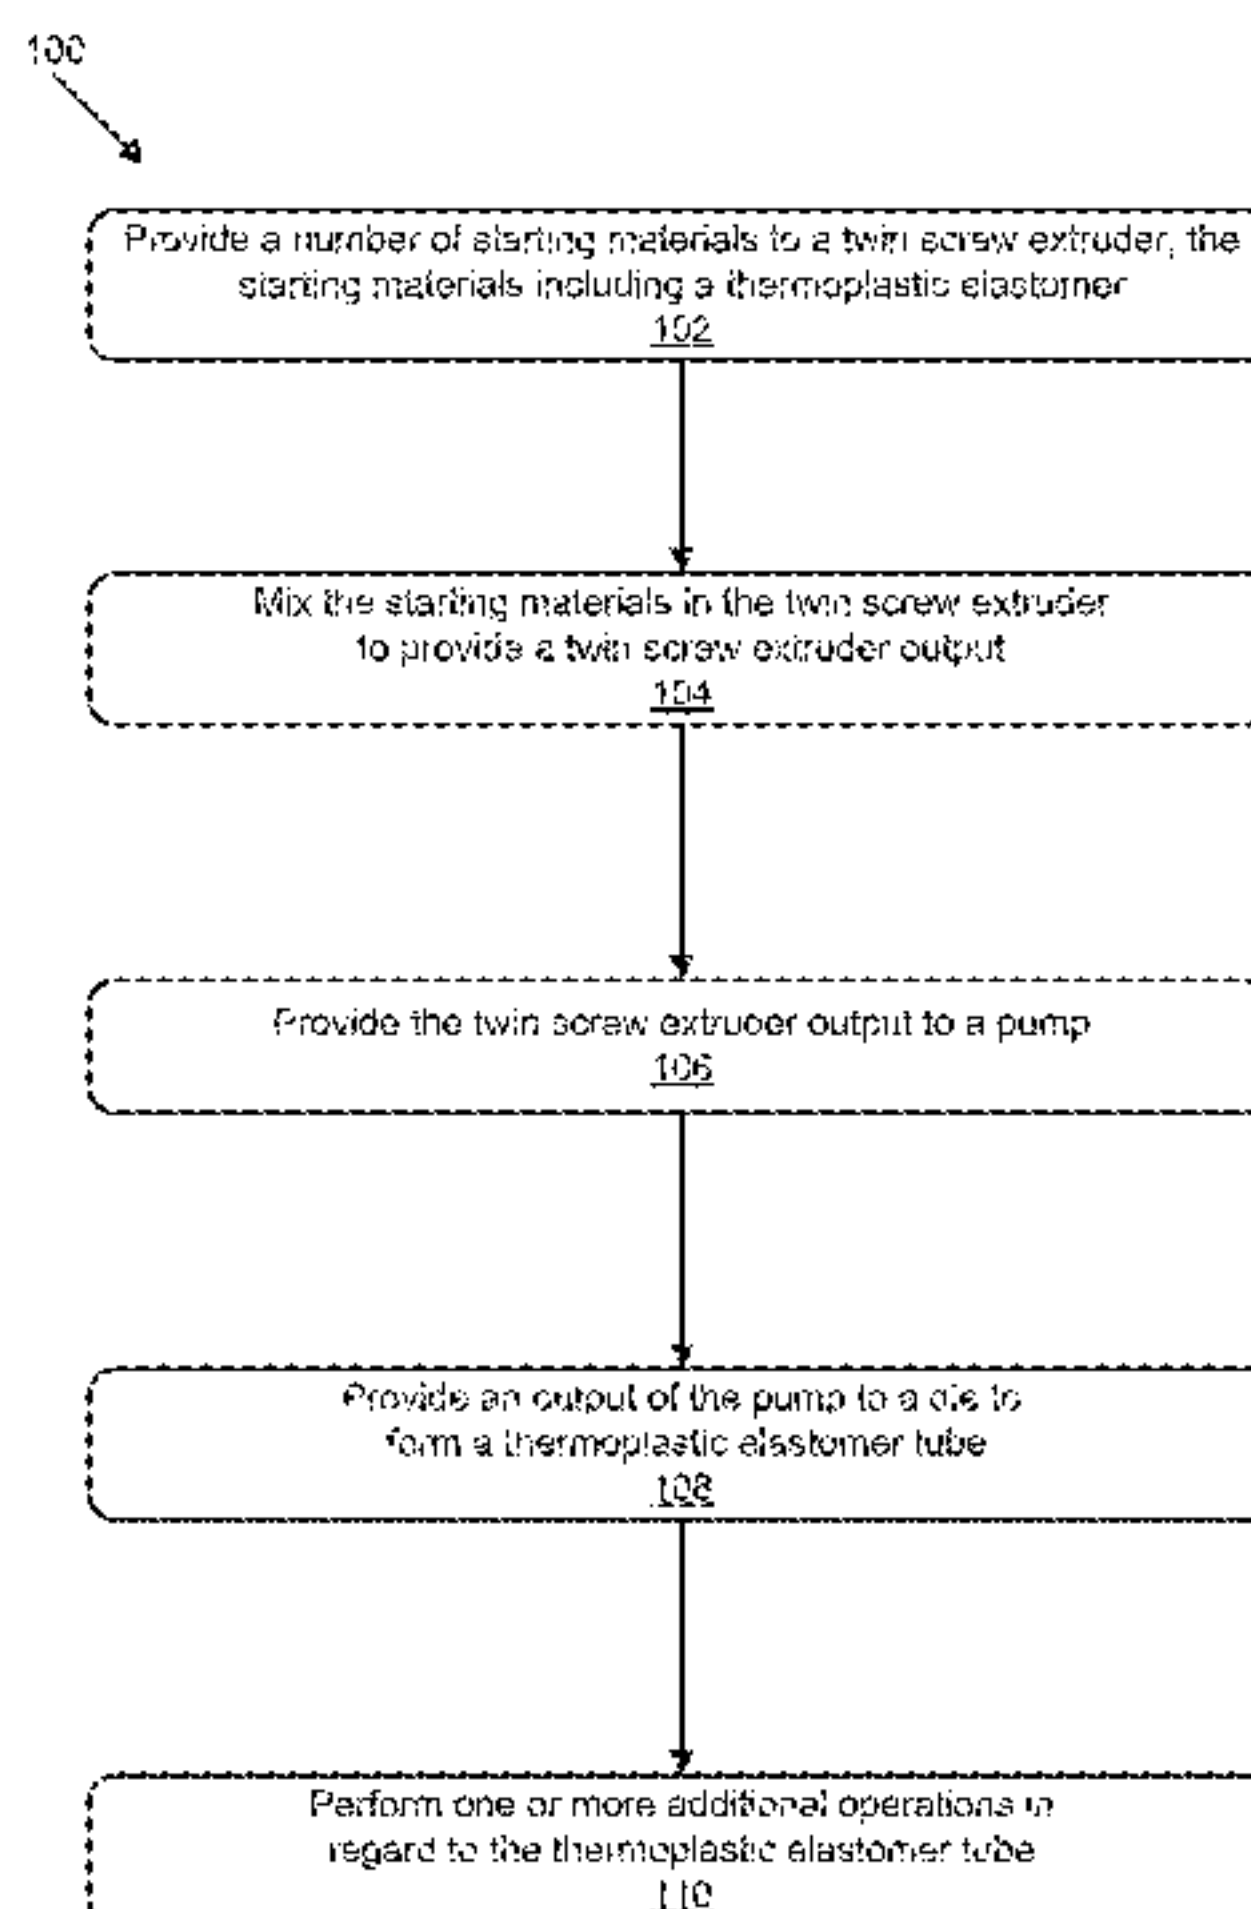 100
Provide a number of starting materials to a twin screw extruder, the
starting materials including a thermoplastic elastomer
102
Mix the starting materials in the twin screw extruder
to provide a twin screw extruder output
104
Provide the twin screw extruder output to a pump
106
Provide an output of the pump to a die to
form a thermoplastic elastomer tube
108
Perform one or more additional operations in
regard to the thermoplastic elastomer tube
110